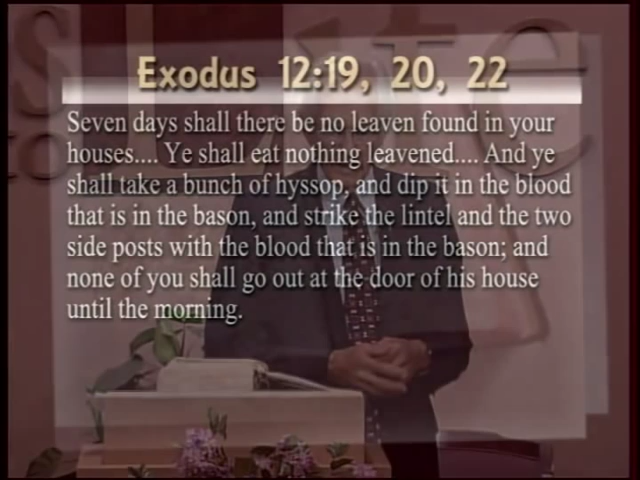 Exodus 12:19, 20, 22
Seven days shall there be no leaven found in your
houses.... Ye shall eat nothing leavened.... And ye
shall take a bunch of hyssop, and dip it in the blood
that is in the bason, and strike the lintel and the two
side posts with the blood that is in the bason; and
none of you shall go out at the door of his house
until the morning.